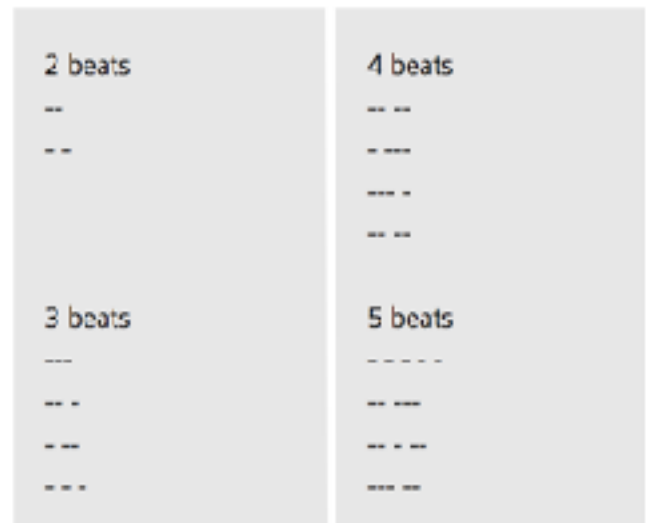 2 beats
--
- -
3 beats
---
-- -
- --
- - -
4 beats
-- --
- ---
--- -
-- --
5 beats
- - - - -
-- ---
-- - --
--- --